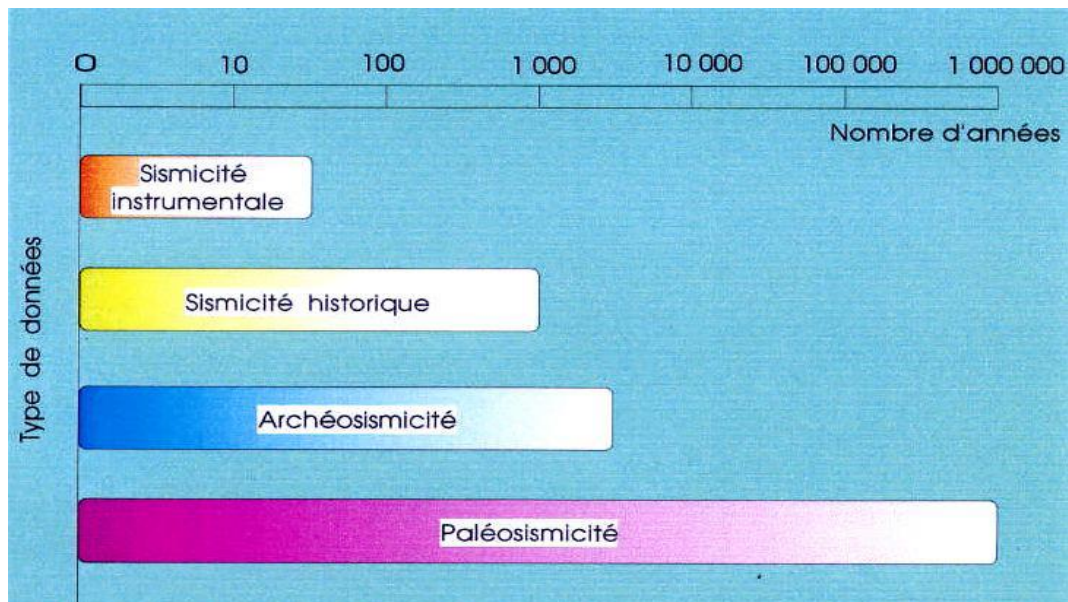 0 10 100 1 000 10 000 100 000 1 000 000
Nombre d'années
Sismicité
instrumentale
Sismicité historique
Archéosismicité
Paléosismicité
Type de données